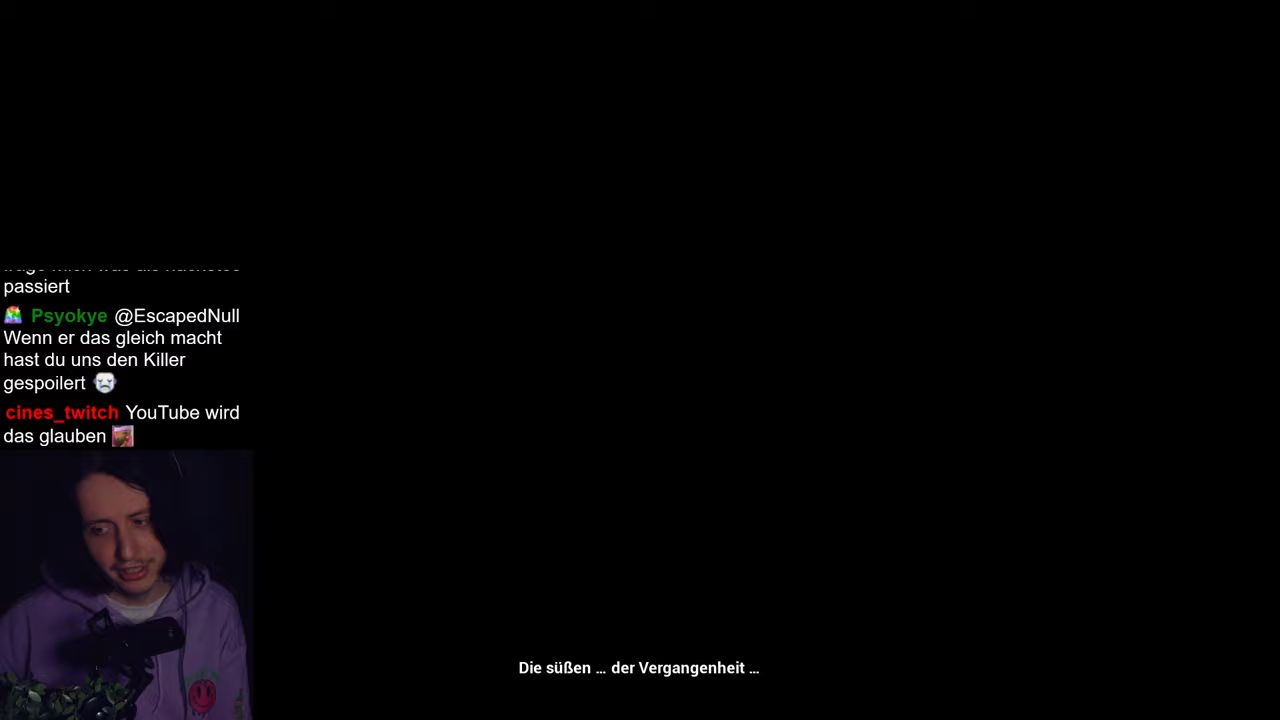 passiert
Psyokye @EscapedNull
Wenn er das gleich macht
hast du uns den Killer
gespoilert
cines_twitch YouTube wird
das glauben
Die süßen ... der Vergangenheit ...